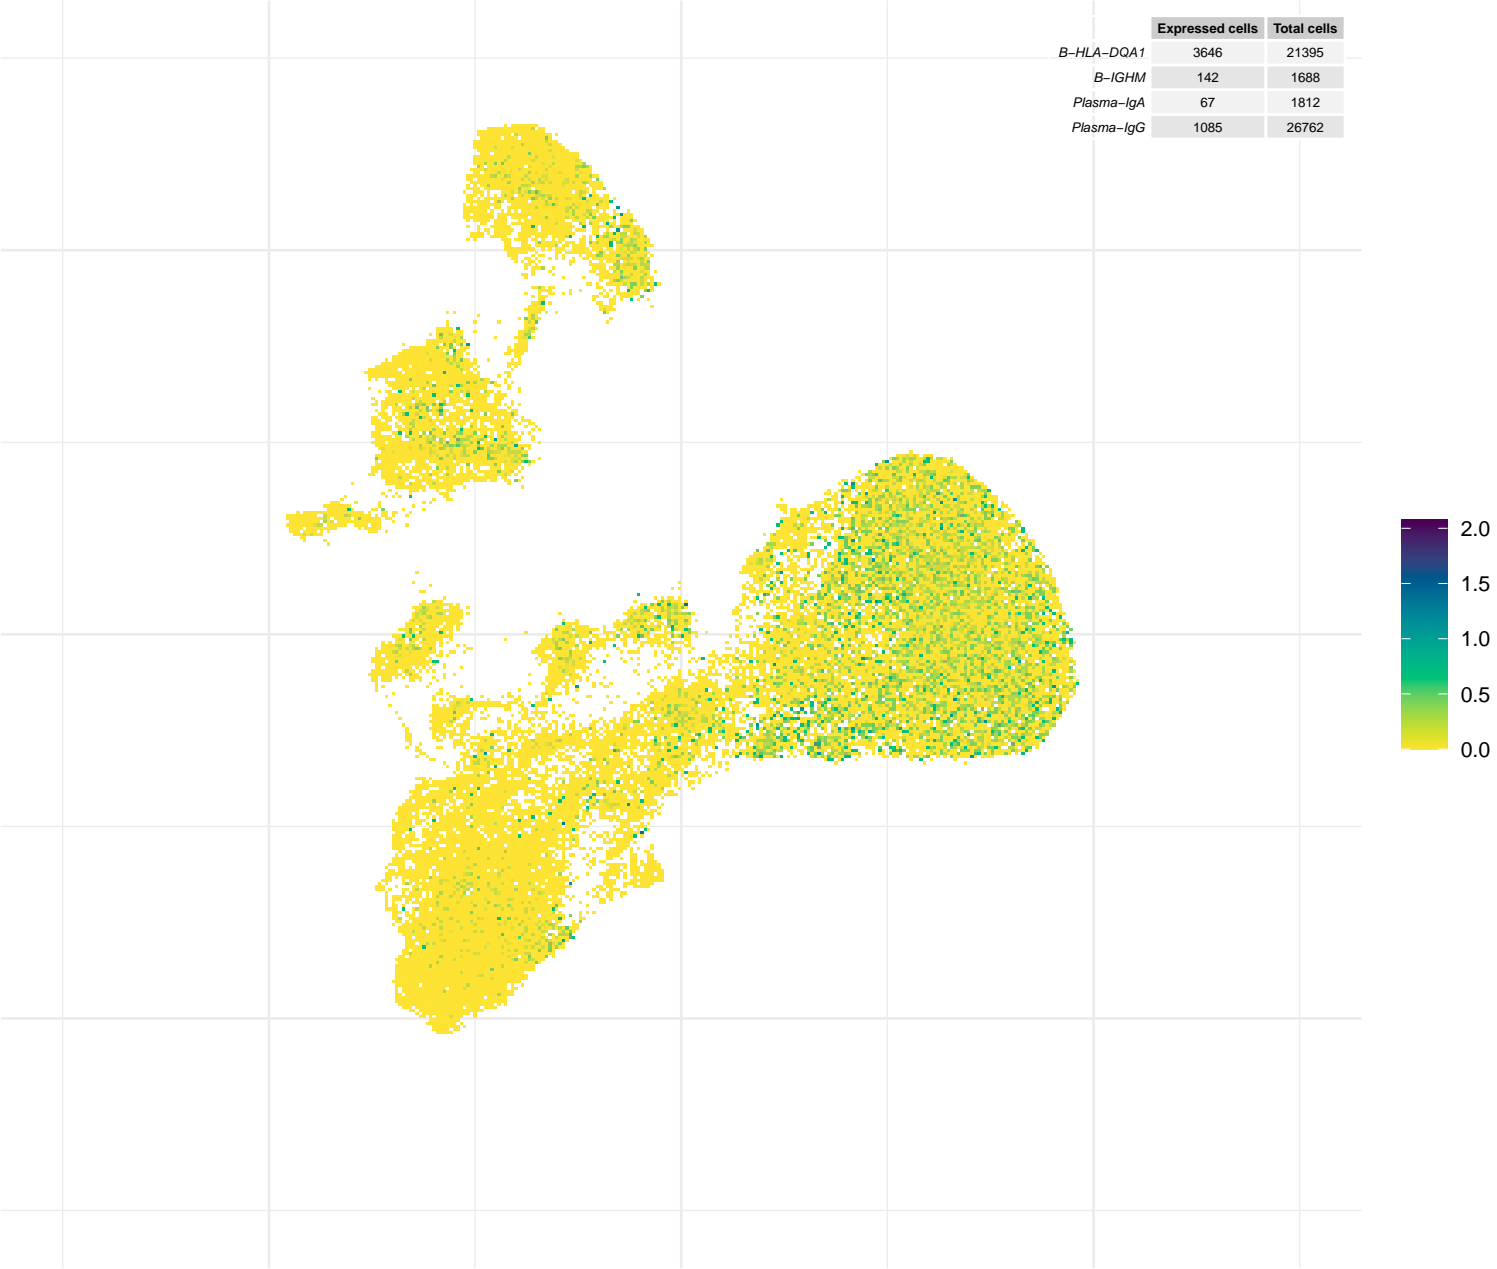 Expressed cells Total cells
B−HLA−DQA1 3646 21395
B−IGHM 142 1688
Plasma−IgA 67 1812
Plasma−IgG 1085 26762
2.0
1.5
1.0
0.5
0.0